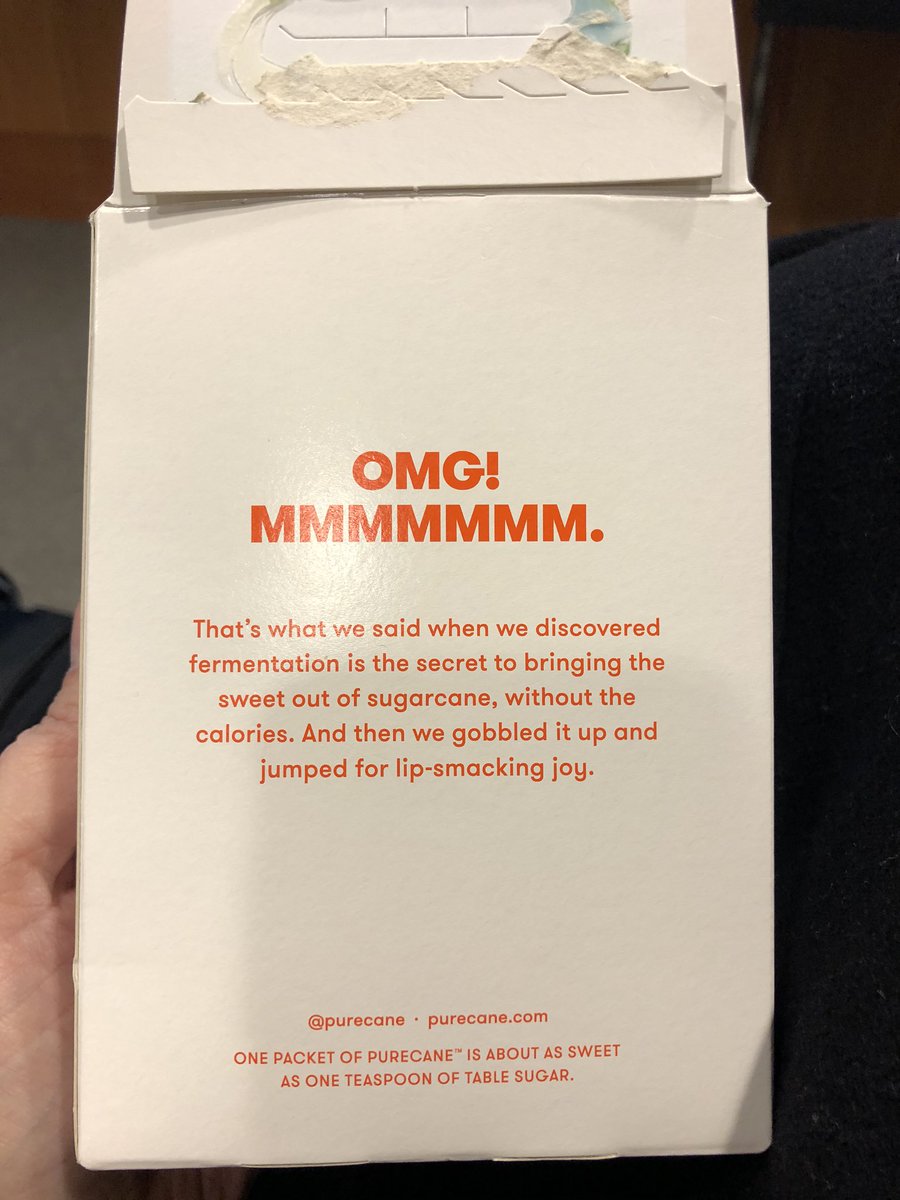 OMG!
MMMMMMM.
That's what we said when we discovered
fermentation is the secret to bringing the
sweet out of sugarcane, without the
calories. And then we gobbled it up and
jumped for lip-smacking joy.
@purecane · purecane.com
ONE PACKET OF PURECANE™ IS ABOUT AS SWEET
AS ONE TEASPOON OF TABLE SUGAR.